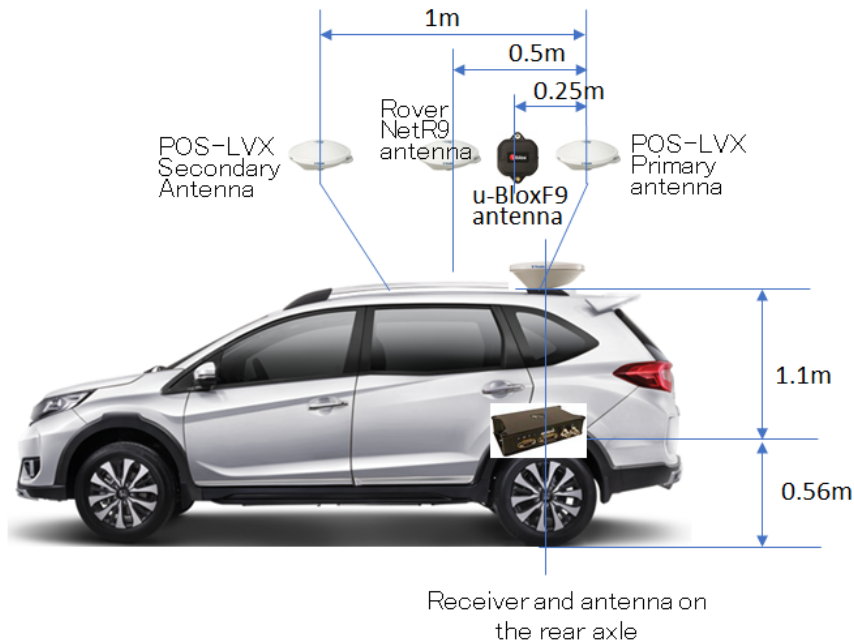 1m
0.5m
0.25m
Rover
NetR9
antenna
POS-LVX
Secondary
Antenna
POS-LVX
Primary
antenna
u-BloxF9
antenna
1.1m
0.56m
Receiver and antenna on
the rear axle